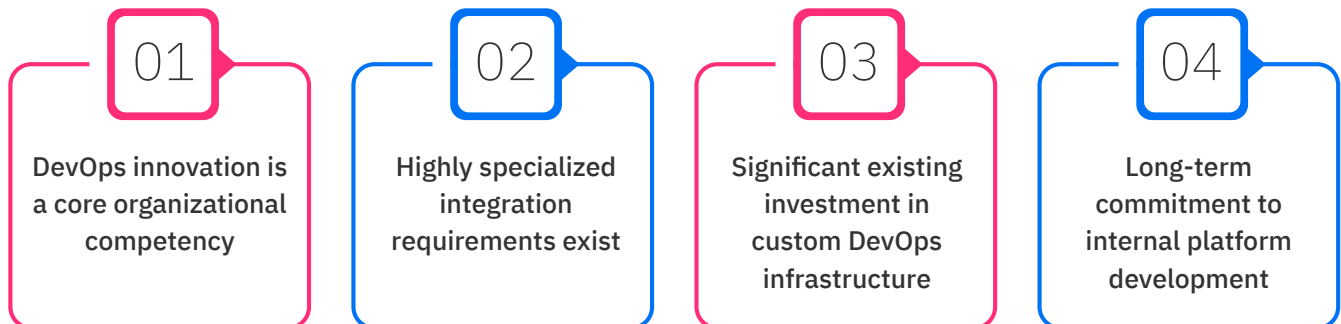 01
DevOps innovation is
a core organizational
competency
02
Highly specialized
integration
requirements exist
03
Significant existing
investment in
custom DevOps
infrastructure
04
Long-term
commitment to
internal platform
development